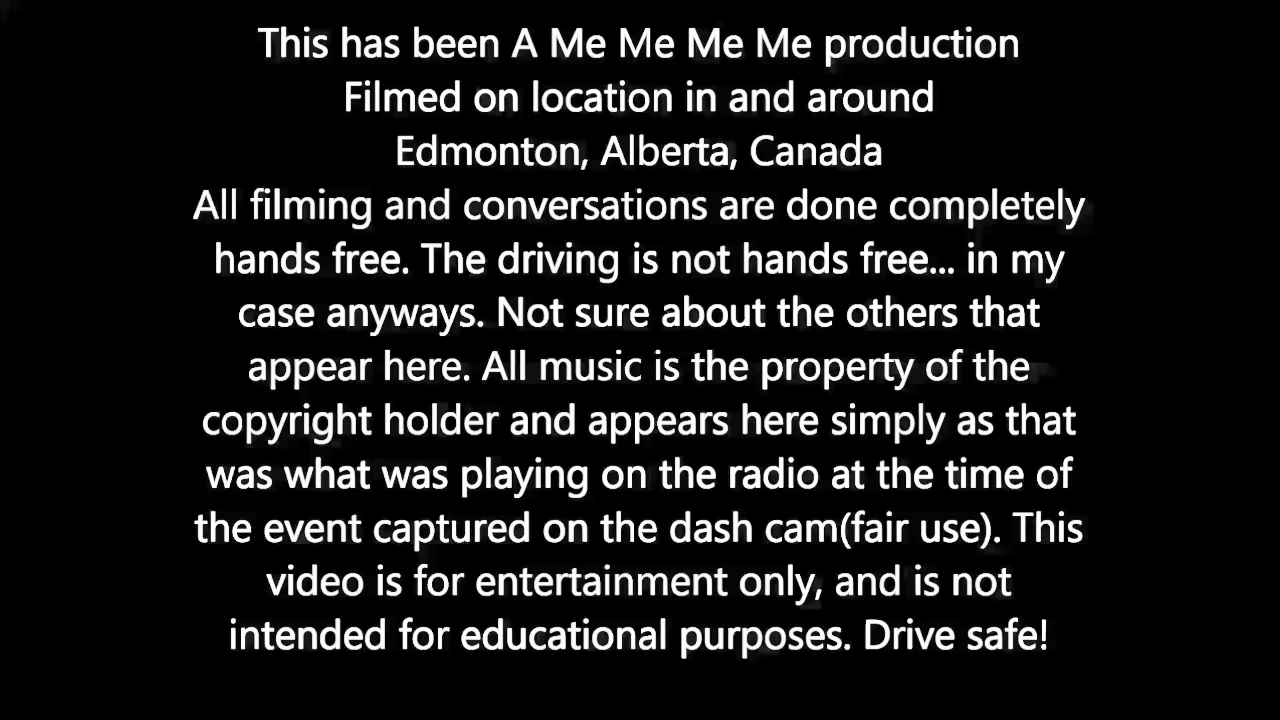 This has been A Me Me Me Me production
Filmed on location in and around
Edmonton, Alberta, Canada
All filming and conversations are done completely
hands free. The driving is not hands free... in my
case anyways. Not sure about the others that
appear here. All music is the property of the
copyright holder and appears here simply as that
was what was playing on the radio at the time of
the event captured on the dash cam(fair use). This
video is for entertainment only, and is not
intended for educational purposes. Drive safe!